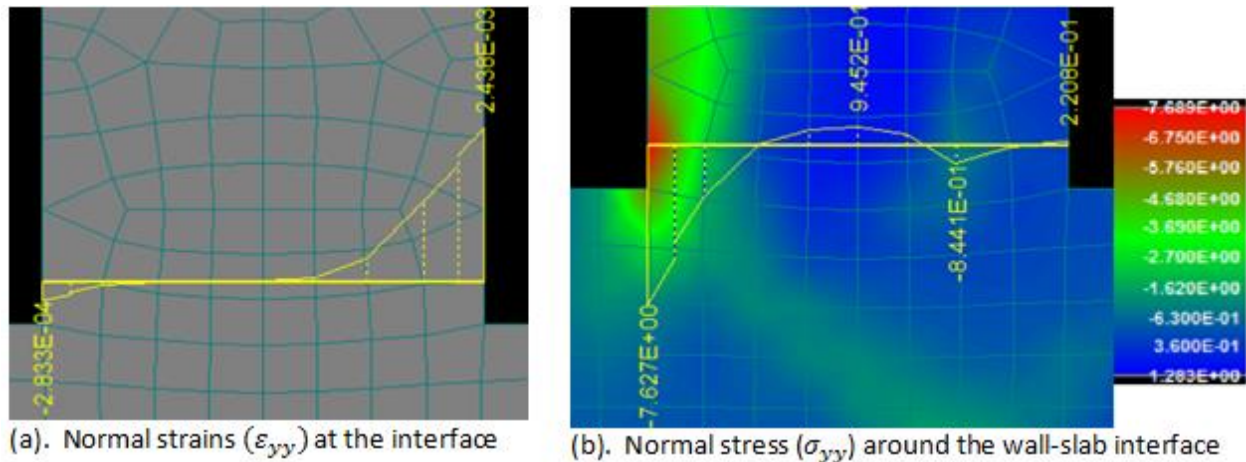 2.438E-03
-2.833E-04
9.452E-01
2.208E-01
-8.441E-01
-7.627E+00
-7.689E+00
-6.750E+00
-5.760E+00
-4.680E+00
-3.690E+00
-2.700E+00
-1.620E+00
-6.300E-01
3.600E-01
1.283E+00
(a). Normal strains (εyy) at the interface
(b). Normal stress (σyy) around the wall-slab interface